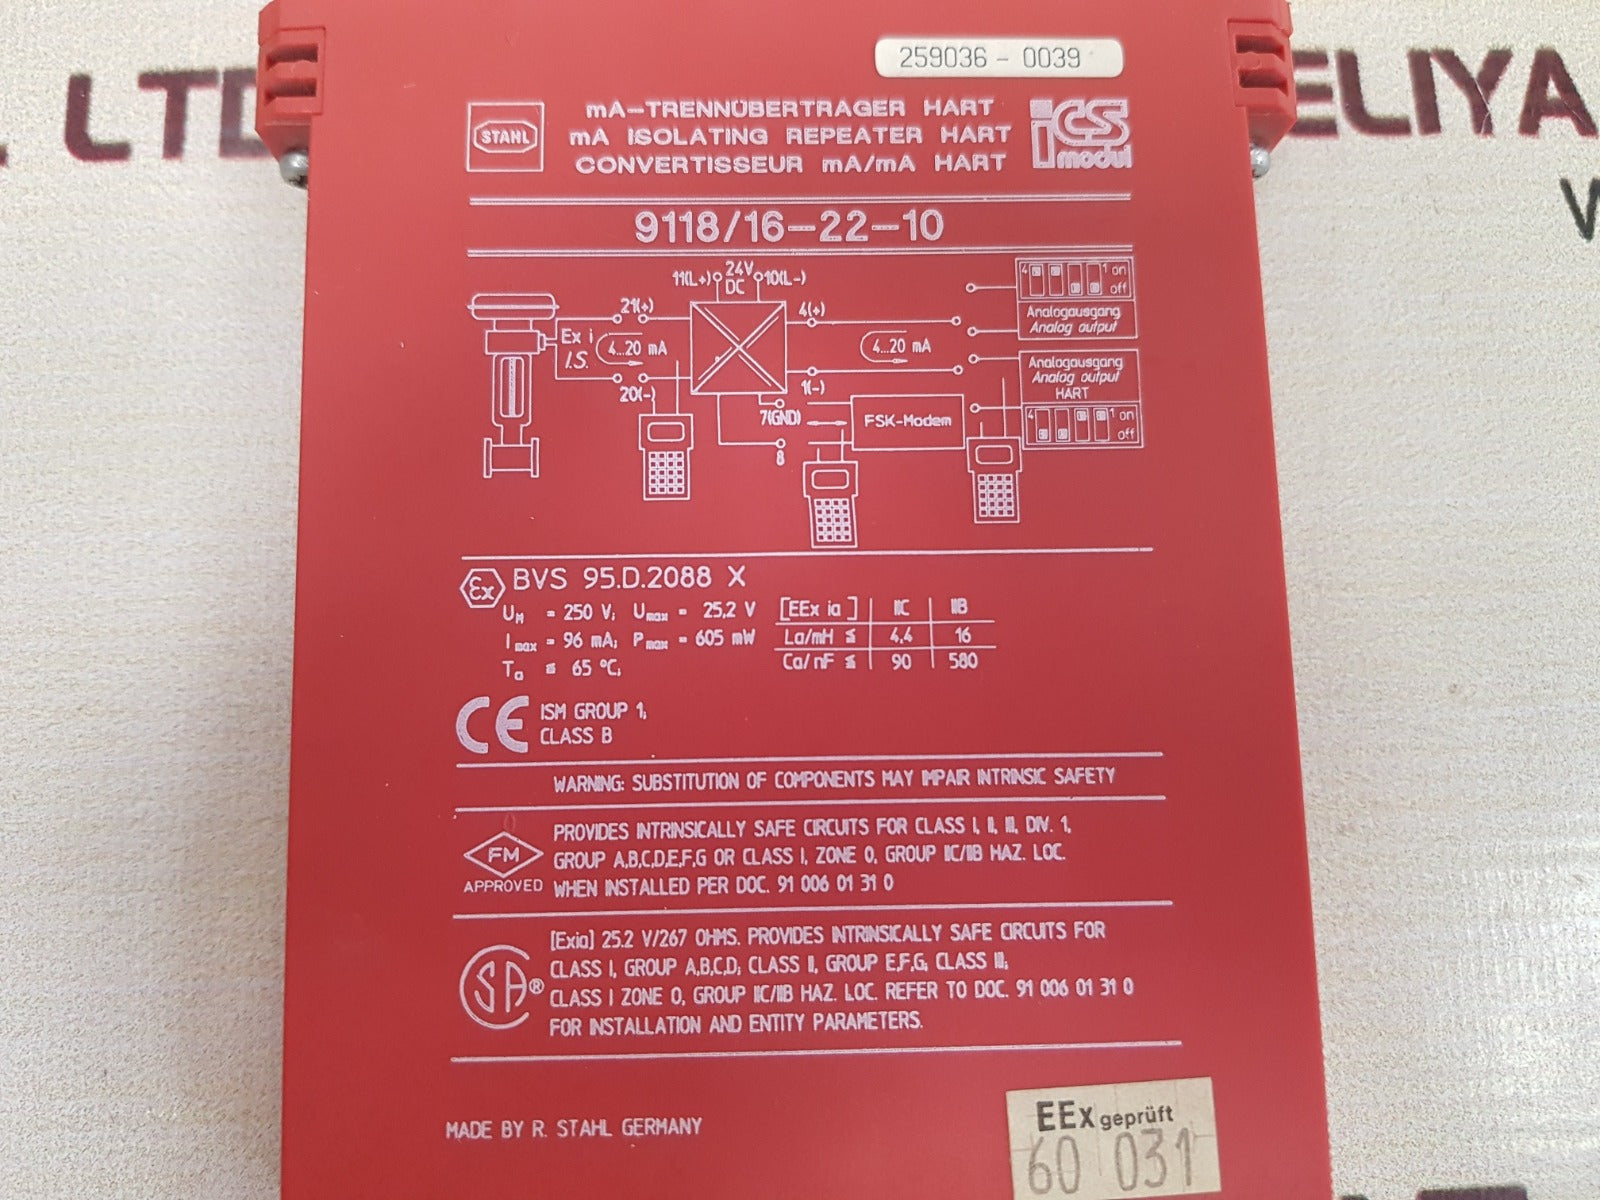 LTD
ELIYA
W
259036 - 0039
STAHL
mA-TRENNÜBERTRAGER HART
mA ISOLATING REPEATER HART
CONVERTISSEUR mA/mA HART
iCS
modul
9118/16-22-10
11(L+) 24V 10(L-)
DC
21(+)
Ex i
I.S.
4...20 mA
20(-)
4(+)
4...20 mA
1(-)
7(GND)
8
FSK-Modem
4 1 on
off
Analogausgang
Analog output
Analogausgang
Analog output
HART
4 1 on
off
Ex BVS 95.D.2088 X
UM = 250 V; Umax = 25,2 V
Imax = 96 mA; Pmax = 605 mW
Ta ≤ 65 °C;
[EEx ia] IIC IIB
La/mH ≤ 4,4 16
Ca/nF ≤ 90 580
CE ISM GROUP 1,
CLASS B
WARNING: SUBSTITUTION OF COMPONENTS MAY IMPAIR INTRINSIC SAFETY
FM
APPROVED
PROVIDES INTRINSICALLY SAFE CIRCUITS FOR CLASS I, II, III, DIV. 1,
GROUP A,B,C,D,E,F,G OR CLASS I, ZONE 0, GROUP IIC/IIB HAZ. LOC.
WHEN INSTALLED PER DOC. 91 006 01 31 0
SA®
[Exia] 25.2 V/267 OHMS. PROVIDES INTRINSICALLY SAFE CIRCUITS FOR
CLASS I, GROUP A,B,C,D; CLASS II, GROUP E,F,G; CLASS III;
CLASS I ZONE 0, GROUP IIC/IIB HAZ. LOC. REFER TO DOC. 91 006 01 31 0
FOR INSTALLATION AND ENTITY PARAMETERS.
MADE BY R. STAHL GERMANY
EEx geprüft
60 031